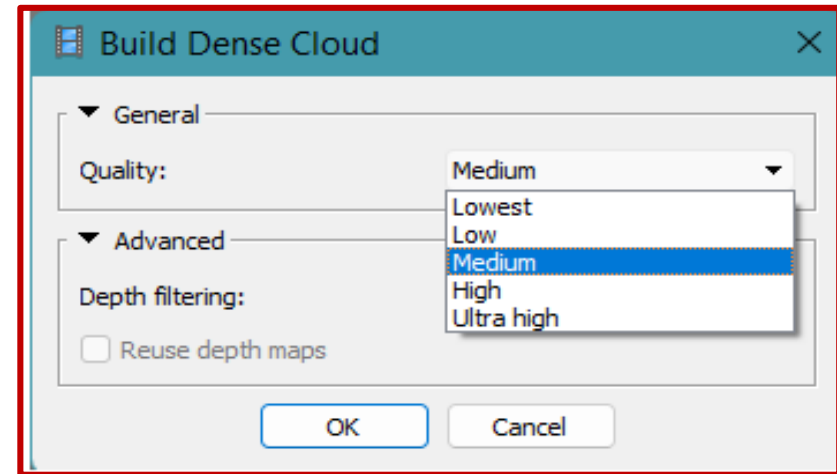 Build Dense Cloud
General
Quality: Medium
Lowest
Low
Medium
High
Ultra high
Advanced
Depth filtering:
Reuse depth maps
OK Cancel